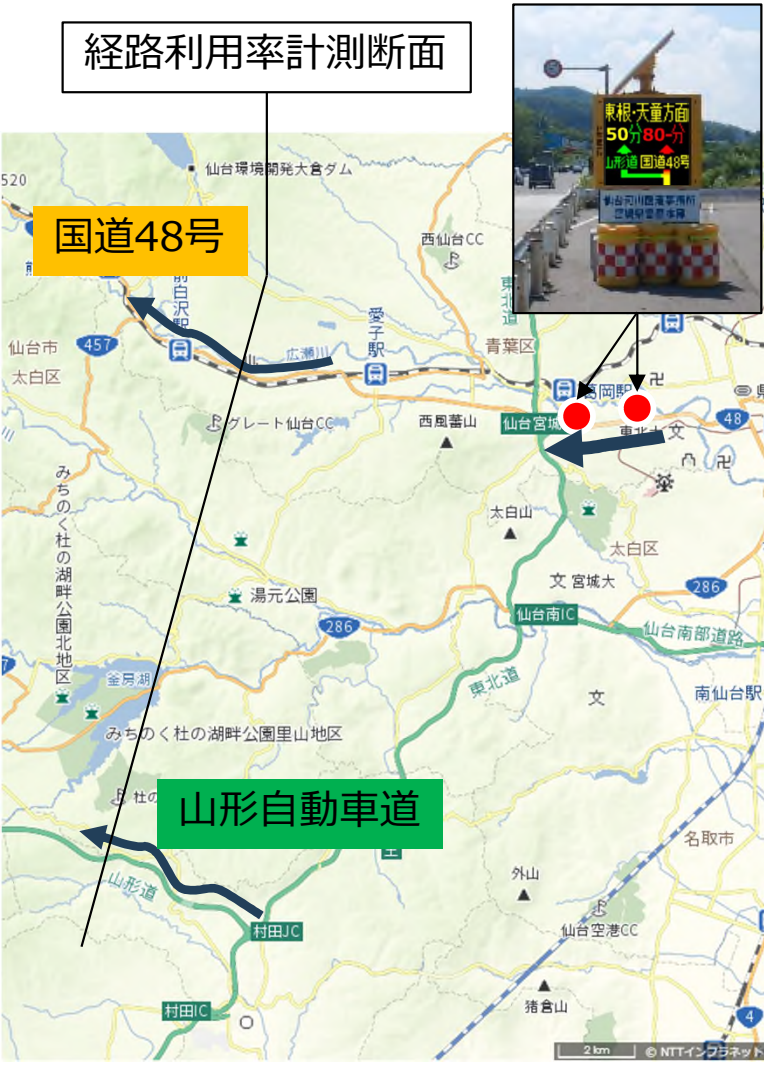 経路利用率計測断面
東根・天童方面
50分80分
山形道 国道48号
520
仙台環境開発大倉ダム
国道48号
西仙台CC
東北道
前白沢駅
愛子駅
広瀬川
青葉区
仙台市
太白区
457
葛岡駅
グレート仙台CC
西風蕃山
仙台宮城
東北大
文
48
みちのく杜の湖畔公園北地区
太白山
太白区
湯元公園
文 宮城大
286
286
仙台南IC
仙台南部道路
釜房湖
東北道
文
南仙台駅
みちのく杜の湖畔公園里山地区
杜の
山形自動車道
名取市
山形道
外山
村田JC
仙台空港CC
村田IC
猪倉山
4
2km
© NTTインフラネット